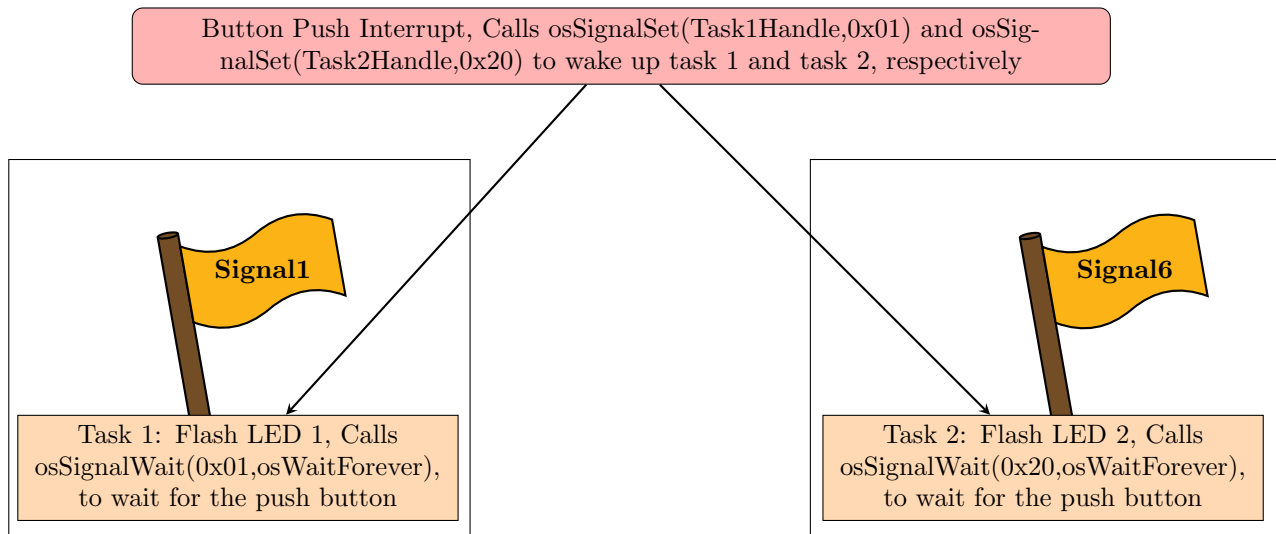 Button Push Interrupt, Calls osSignalSet(Task1Handle,0x01) and osSig-
nalSet(Task2Handle,0x20) to wake up task 1 and task 2, respectively
Signal1
Signal6
Task 1: Flash LED 1, Calls
osSignalWait(0x01,osWaitForever),
to wait for the push button
Task 2: Flash LED 2, Calls
osSignalWait(0x20,osWaitForever),
to wait for the push button